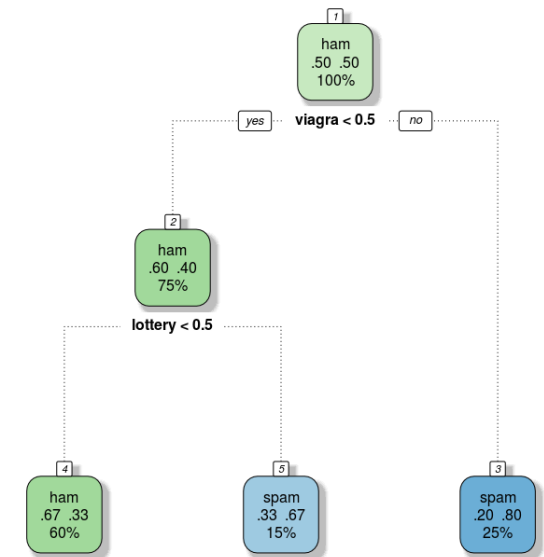 1
ham
.50 .50
100%
yes viagra < 0.5 no
2
ham
.60 .40
75%
lottery < 0.5
4 5 3
ham spam spam
.67 .33 .33 .67 .20 .80
60% 15% 25%